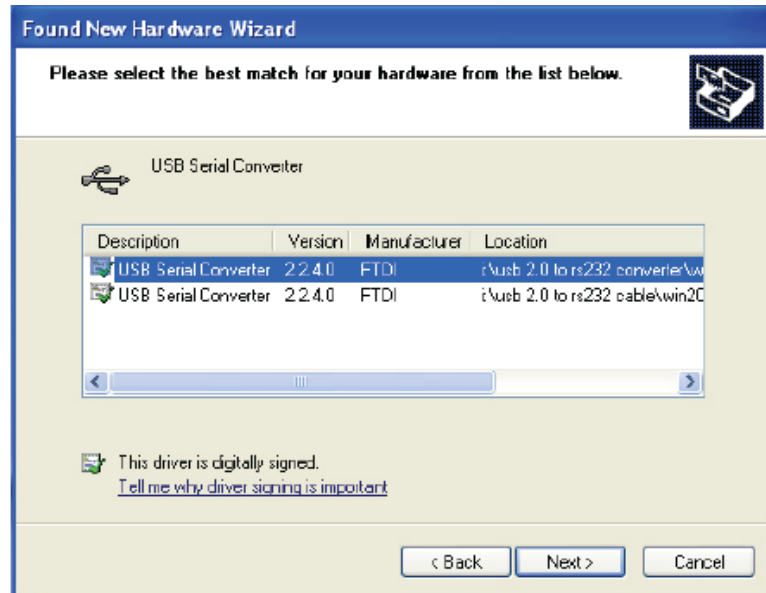 Found New Hardware Wizard
Please select the best match for your hardware from the list below.
USB Serial Converter
Description Version Manufacturer Location
USB Serial Converter 2.2.4.0 FTDI i:\usb 2.0 to rs232 converter\w
USB Serial Converter 2.2.4.0 FTDI i:\usb 2.0 to rs232 cable\win20
This driver is digitally signed.
Tell me why driver signing is important
< Back Next > Cancel